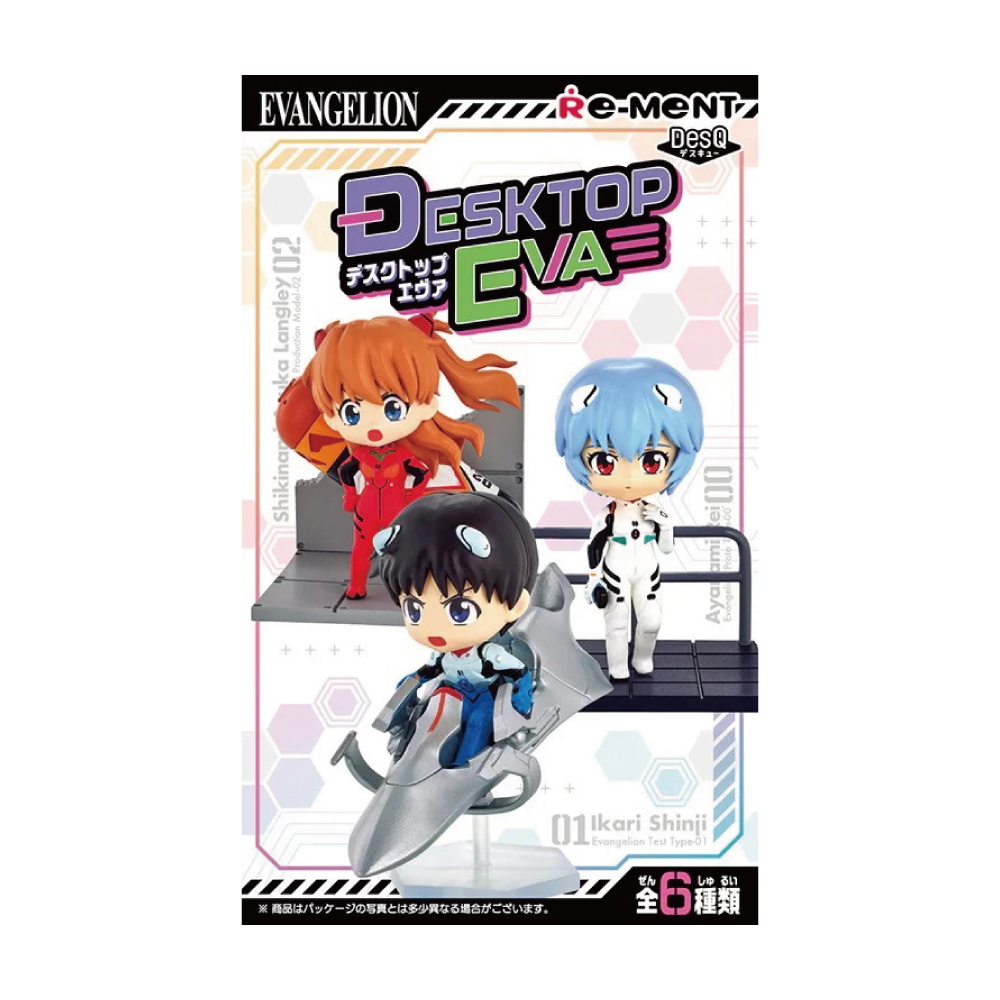 EVANGELION
Re-MeNT
DesQ
デスキュー
DESKTOP
EVA
デスクトップ
エヴァ
Shikinami Langley 02
Production Model-02
Ayanami Rei 00
01 Ikari Shinji
Evangelion Test Type-01
※ 商品はパッケージの写真とは多少異なる場合がございます。
ぜん しゅ るい
全6種類